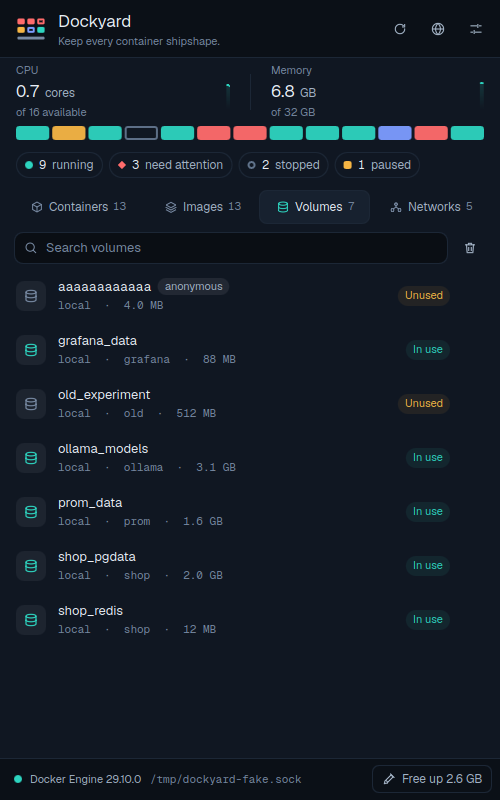 Dockyard
Keep every container shipshape.
CPU
0.7 cores
of 16 available
Memory
6.8 GB
of 32 GB
9 running
3 need attention
2 stopped
1 paused
Containers 13
Images 13
Volumes 7
Networks 5
Search volumes
aaaaaaaaaaaa anonymous
local · 4.0 MB
Unused
grafana_data
local · grafana · 88 MB
In use
old_experiment
local · old · 512 MB
Unused
ollama_models
local · ollama · 3.1 GB
In use
prom_data
local · prom · 1.6 GB
In use
shop_pgdata
local · shop · 2.0 GB
In use
shop_redis
local · shop · 12 MB
In use
Docker Engine 29.10.0 /tmp/dockyard-fake.sock
Free up 2.6 GB